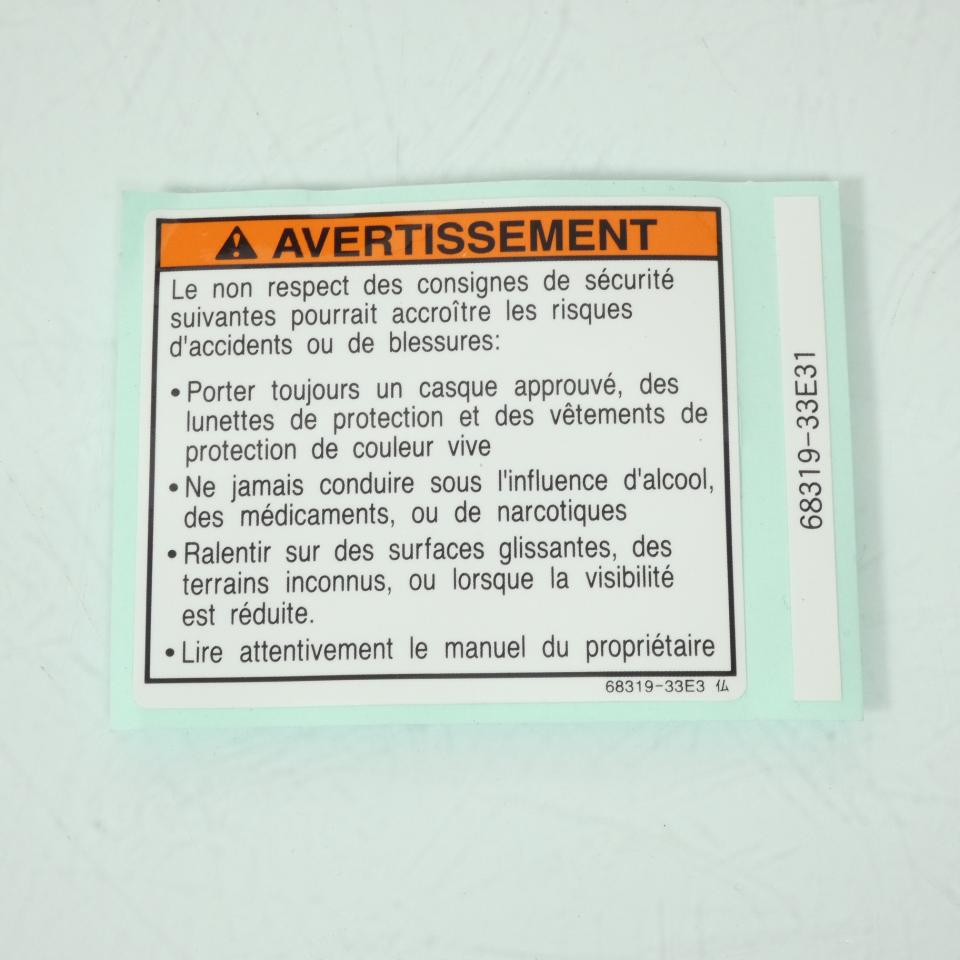 AVERTISSEMENT
Le non respect des consignes de sécurité
suivantes pourrait accroître les risques
d'accidents ou de blessures:
• Porter toujours un casque approuvé, des
lunettes de protection et des vêtements de
protection de couleur vive
• Ne jamais conduire sous l'influence d'alcool,
des médicaments, ou de narcotiques
• Ralentir sur des surfaces glissantes, des
terrains inconnus, ou lorsque la visibilité
est réduite.
• Lire attentivement le manuel du propriétaire
68319-33E3 仏
68319-33E31